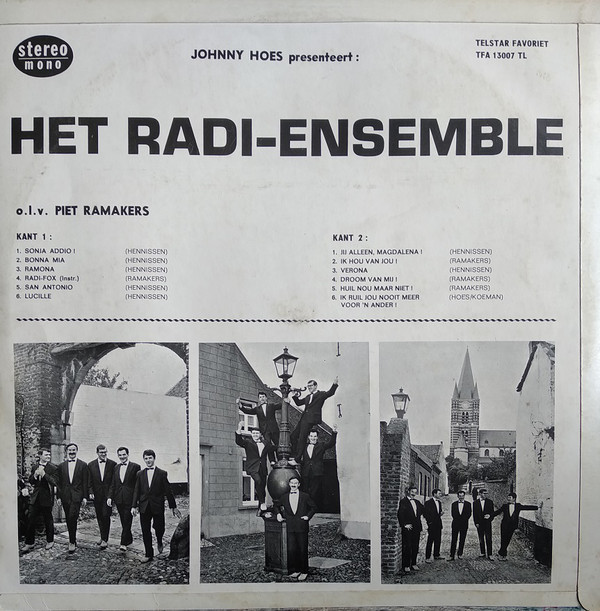 stereo
mono
JOHNNY HOES presenteert :
TELSTAR FAVORIET
TFA 13007 TL
HET RADI-ENSEMBLE
o.l.v. PIET RAMAKERS
KANT 1 :
1. SONIA ADDIO ! (HENNISSEN)
2. BONNA MIA (HENNISSEN)
3. RAMONA (HENNISSEN)
4. RADI-FOX (Instr.) (RAMAKERS)
5. SAN ANTONIO (HENNISSEN)
6. LUCILLE (HENNISSEN)
KANT 2 :
1. JIJ ALLEEN, MAGDALENA ! (HENNISSEN)
2. IK HOU VAN JOU ! (RAMAKERS)
3. VERONA (HENNISSEN)
4. DROOM VAN MIJ ! (RAMAKERS)
5. HUIL NOU MAAR NIET ! (RAMAKERS)
6. IK RUIL JOU NOOIT MEER (HOES/KOEMAN)
VOOR 'N ANDER !